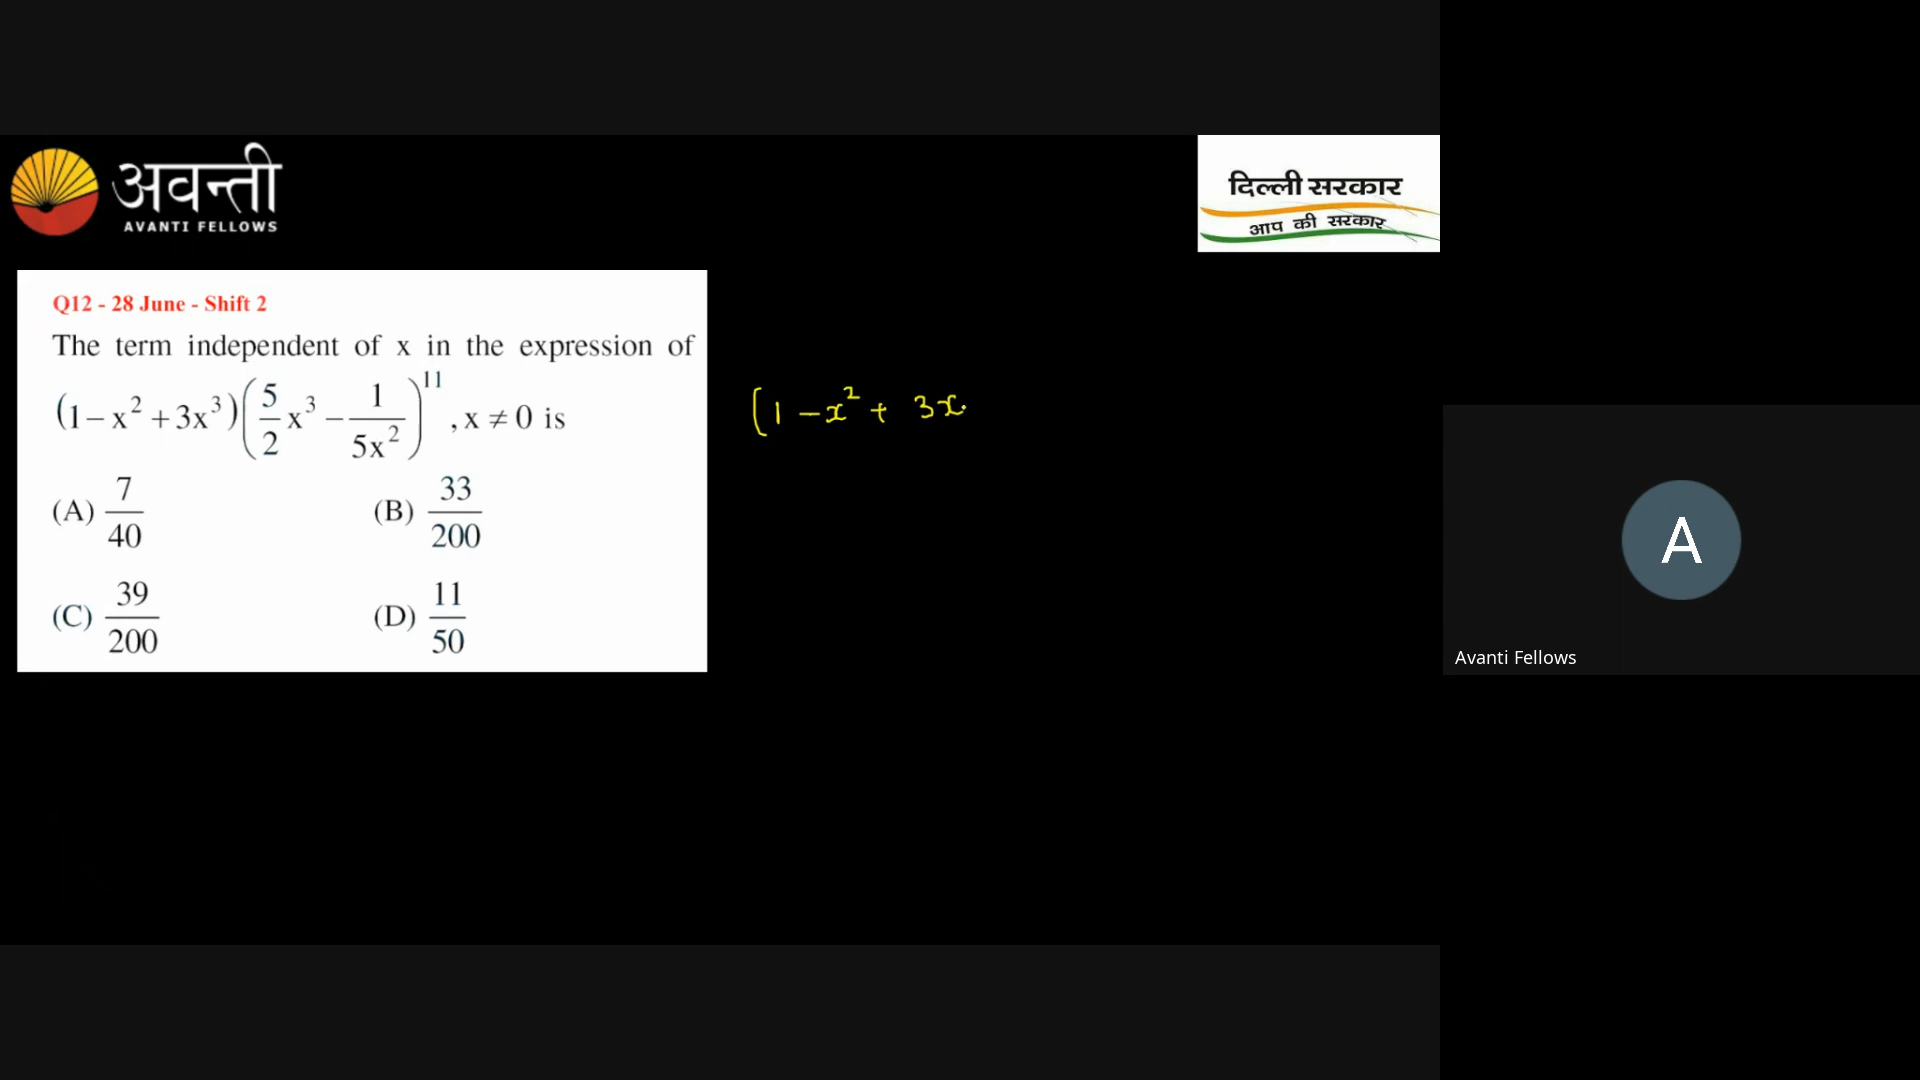 अवन्ती
AVANTI FELLOWS
दिल्ली सरकार
आप की सरकार
Q12 - 28 June - Shift 2
The term independent of x in the expression of
(1 − x² + 3x³)(5/2 x³ − 1/5x²)¹¹, x ≠ 0 is
(A) 7/40 (B) 33/200
(C) 39/200 (D) 11/50
(1 − x² + 3x
A
Avanti Fellows